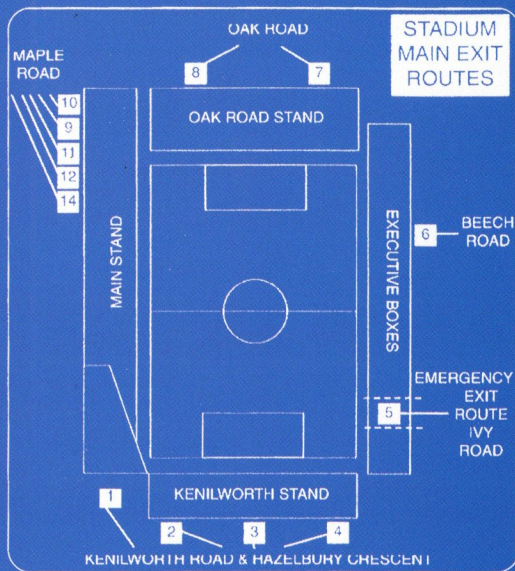 OAK ROAD
STADIUM
MAIN EXIT
ROUTES
MAPLE
ROAD
8
7
10
9
11
12
14
OAK ROAD STAND
MAIN STAND
EXECUTIVE BOXES
6
BEECH
ROAD
EMERGENCY
EXIT
ROUTE
IVY
ROAD
5
KENILWORTH STAND
1
2
3
4
KENILWORTH ROAD & HAZELBURY CRESCENT